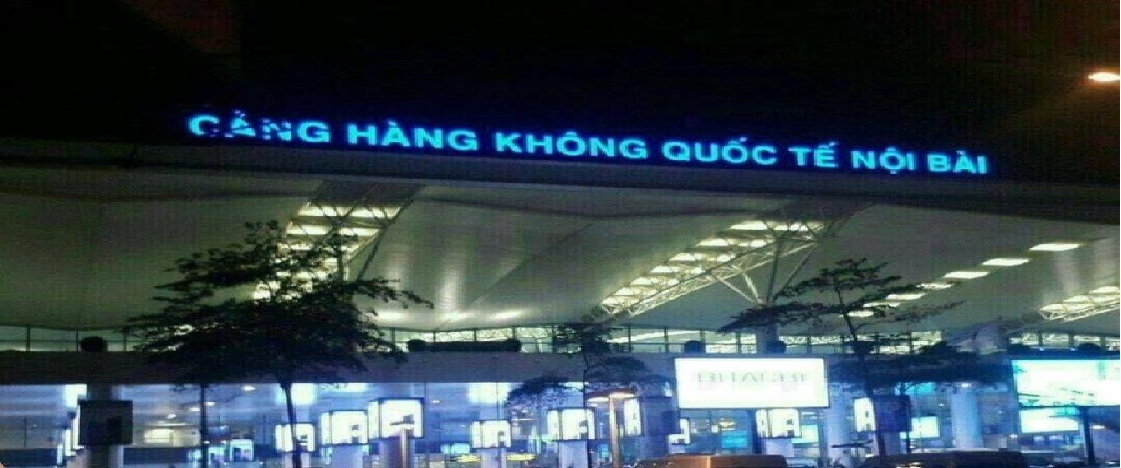 CẢNG HÀNG KHÔNG QUỐC TẾ NỘI BÀI